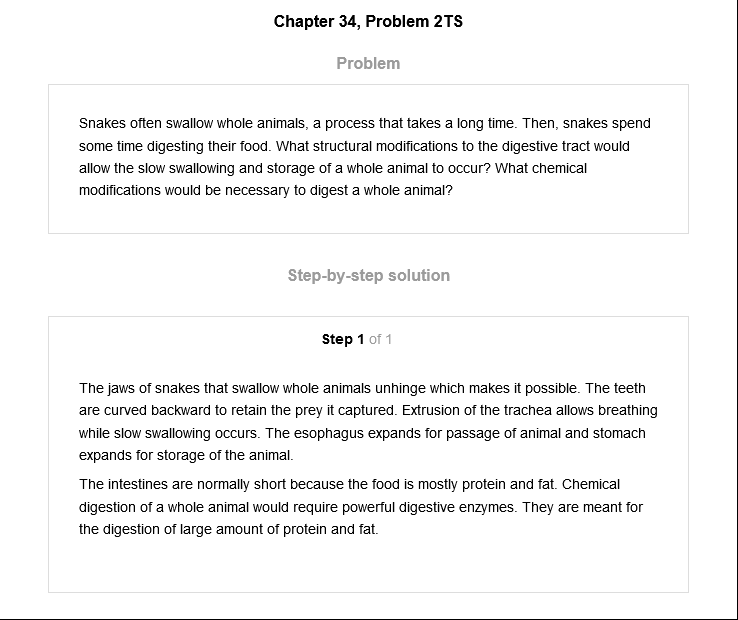 Chapter 34, Problem 2TS
Problem
Snakes often swallow whole animals, a process that takes a long time. Then, snakes spend
some time digesting their food. What structural modifications to the digestive tract would
allow the slow swallowing and storage of a whole animal to occur? What chemical
modifications would be necessary to digest a whole animal?
Step-by-step solution
Step 1 of 1
The jaws of snakes that swallow whole animals unhinge which makes it possible. The teeth
are curved backward to retain the prey it captured. Extrusion of the trachea allows breathing
while slow swallowing occurs. The esophagus expands for passage of animal and stomach
expands for storage of the animal.
The intestines are normally short because the food is mostly protein and fat. Chemical
digestion of a whole animal would require powerful digestive enzymes. They are meant for
the digestion of large amount of protein and fat.